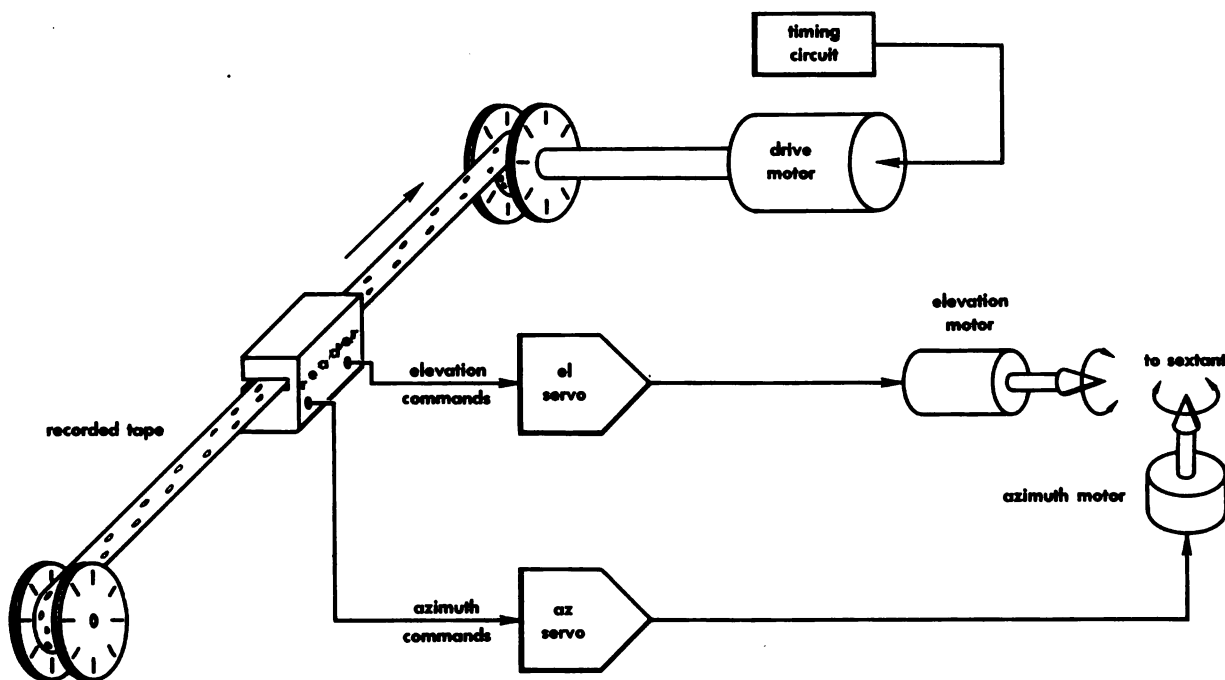 timing
circuit
drive
motor
elevation
motor
reader
elevation
commands
el
servo
to sextant
recorded tape
azimuth motor
azimuth
commands
az
servo